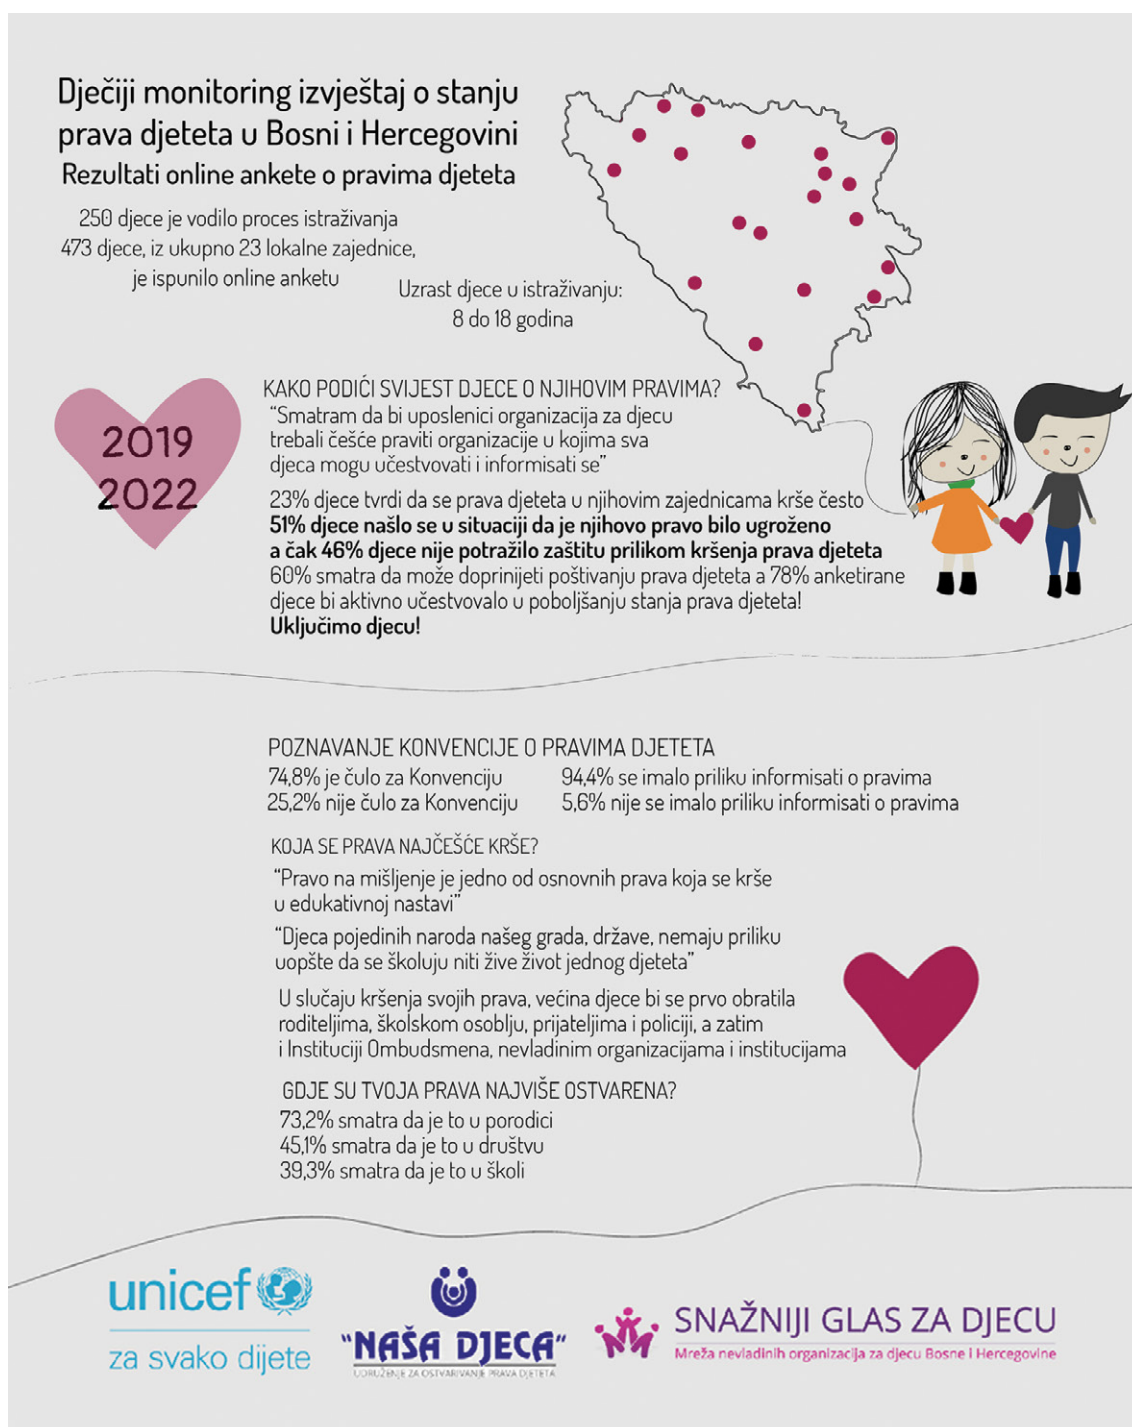 Dječiji monitoring izvještaj o stanju
prava djeteta u Bosni i Hercegovini
Rezultati online ankete o pravima djeteta
250 djece je vodilo proces istraživanja
473 djece, iz ukupno 23 lokalne zajednice,
je ispunilo online anketu
Uzrast djece u istraživanju:
8 do 18 godina
2019
2022
KAKO PODIĆI SVIJEST DJECE O NJIHOVIM PRAVIMA?
“Smatram da bi uposlenici organizacija za djecu
trebali češće praviti organizacije u kojima sva
djeca mogu učestvovati i informisati se”
23% djece tvrdi da se prava djeteta u njihovim zajednicama krše često
51% djece našlo se u situaciji da je njihovo pravo bilo ugroženo
a čak 46% djece nije potražilo zaštitu prilikom kršenja prava djeteta
60% smatra da može doprinijeti poštivanju prava djeteta a 78% anketirane
djece bi aktivno učestvovalo u poboljšanju stanja prava djeteta!
Uključimo djecu!
POZNAVANJE KONVENCIJE O PRAVIMA DJETETA
74,8% je čulo za Konvenciju
25,2% nije čulo za Konvenciju
94,4% se imalo priliku informisati o pravima
5,6% nije se imalo priliku informisati o pravima
KOJA SE PRAVA NAJČEŠĆE KRŠE?
“Pravo na mišljenje je jedno od osnovnih prava koja se krše
u edukativnoj nastavi”
“Djeca pojedinih naroda našeg grada, države, nemaju priliku
uopšte da se školuju niti žive život jednog djeteta”
U slučaju kršenja svojih prava, većina djece bi se prvo obratila
roditeljima, školskom osoblju, prijateljima i policiji, a zatim
i Instituciji Ombudsmena, nevladinim organizacijama i institucijama
GDJE SU TVOJA PRAVA NAJVIŠE OSTVARENA?
73,2% smatra da je to u porodici
45,1% smatra da je to u društvu
39,3% smatra da je to u školi
unicef
za svako dijete
“NAŠA DJECA”
UDRUŽENJE ZA OSTVARIVANJE PRAVA DJETETA
SNAŽNIJI GLAS ZA DJECU
Mreža nevladinih organizacija za djecu Bosne i Hercegovine